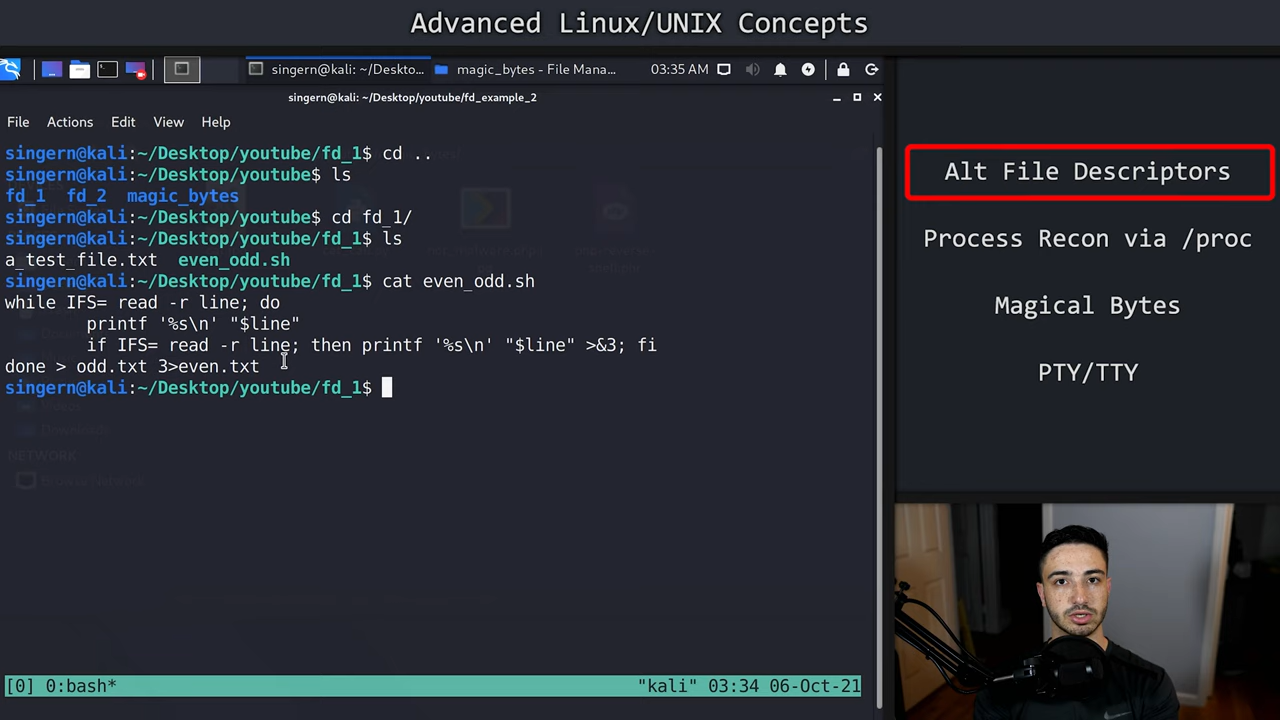 Advanced Linux/UNIX Concepts
singern@kali: ~/Deskto...
magic_bytes - File Mana...
03:35 AM
singern@kali: ~/Desktop/youtube/fd_example_2
File Actions Edit View Help
singern@kali:~/Desktop/youtube/fd_1$ cd ..
singern@kali:~/Desktop/youtube$ ls
fd_1 fd_2 magic_bytes
singern@kali:~/Desktop/youtube$ cd fd_1/
singern@kali:~/Desktop/youtube/fd_1$ ls
a_test_file.txt even_odd.sh
singern@kali:~/Desktop/youtube/fd_1$ cat even_odd.sh
while IFS= read -r line; do
printf '%s\n' "$line"
if IFS= read -r line; then printf '%s\n' "$line" >&3; fi
done > odd.txt 3>even.txt
singern@kali:~/Desktop/youtube/fd_1$
NETWORK
Browse Network
[0] 0:bash*
"kali" 03:34 06-Oct-21
Alt File Descriptors
Process Recon via /proc
Magical Bytes
PTY/TTY